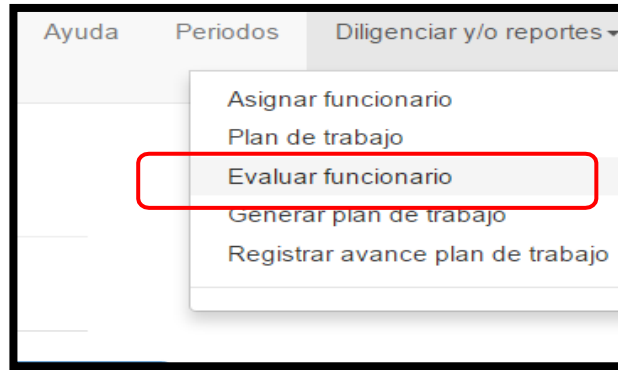 Ayuda Periodos Diligenciar y/o reportes
Asignar funcionario
Plan de trabajo
Evaluar funcionario
Generar plan de trabajo
Registrar avance plan de trabajo